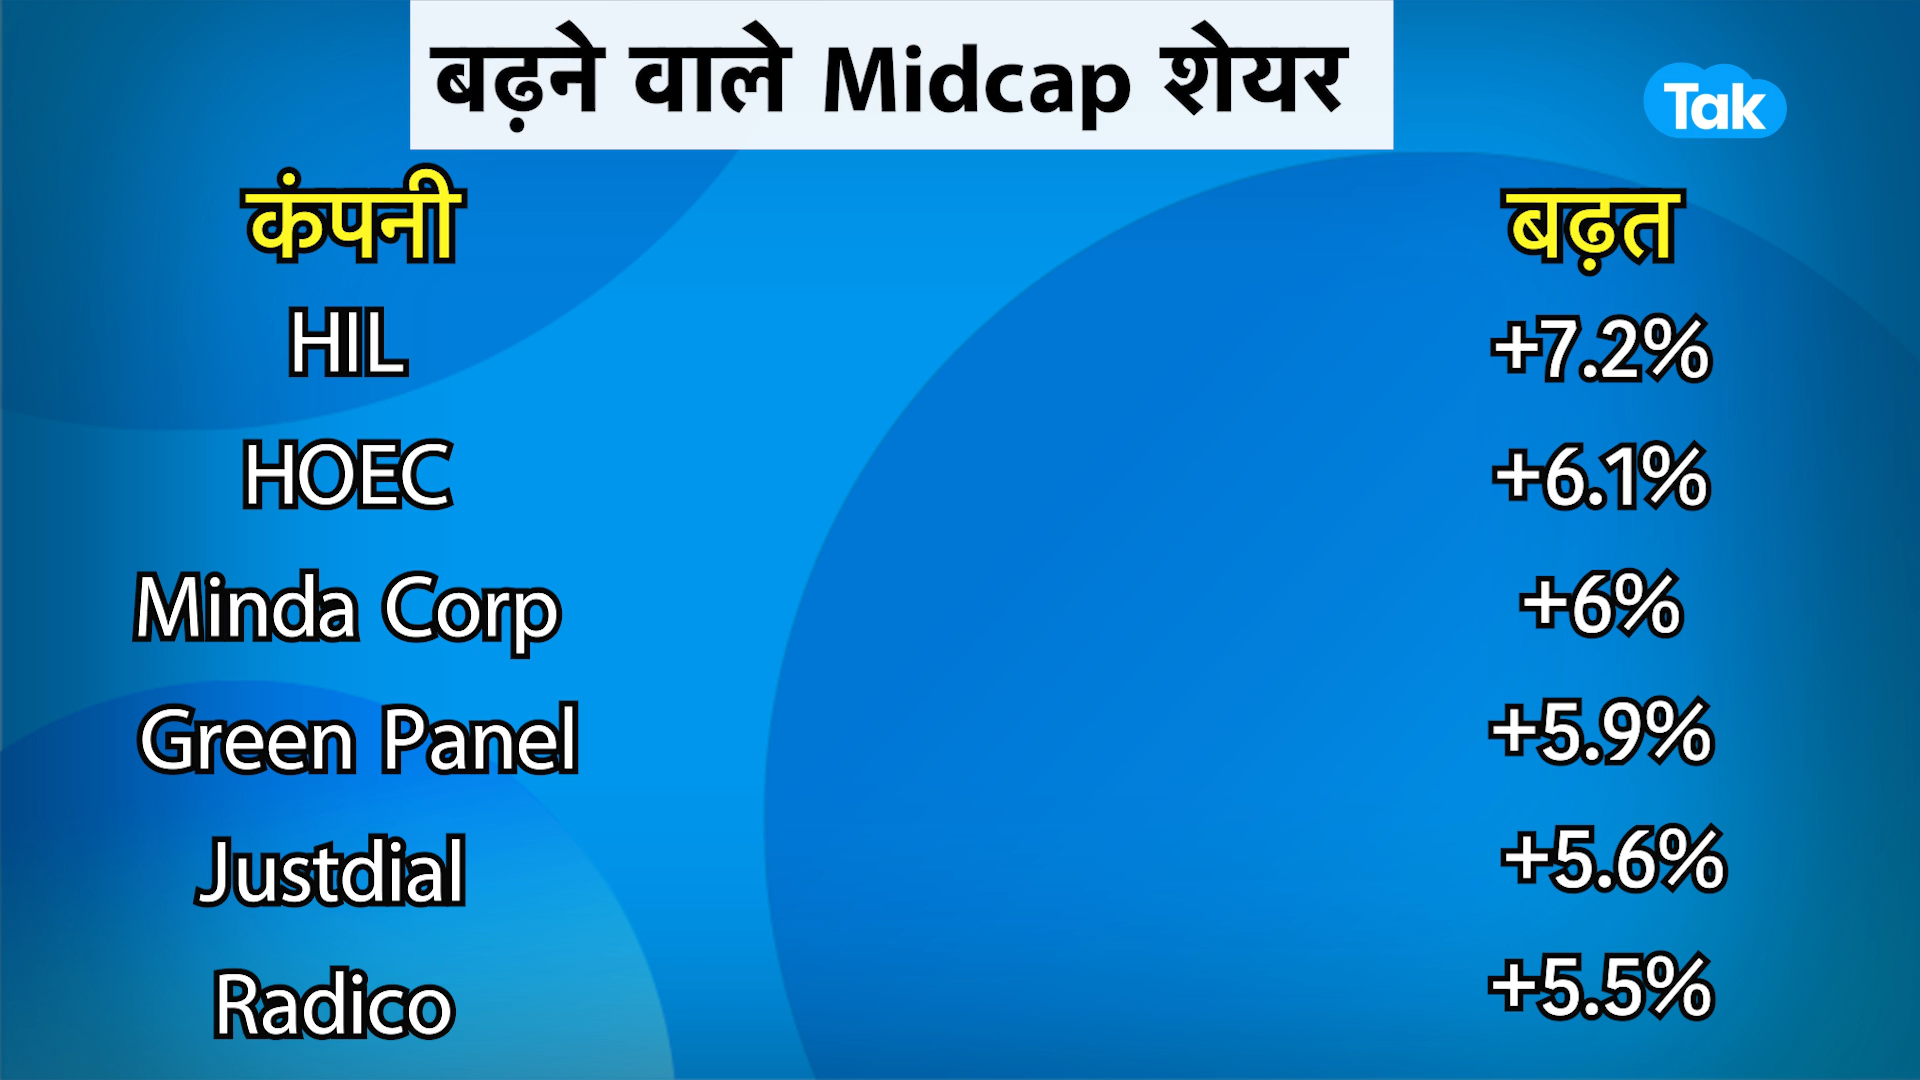 बढ़ने वाले Midcap शेयर
Tak
कंपनी बढ़त
HIL +7.2%
HOEC +6.1%
Minda Corp +6%
Green Panel +5.9%
Justdial +5.6%
Radico +5.5%